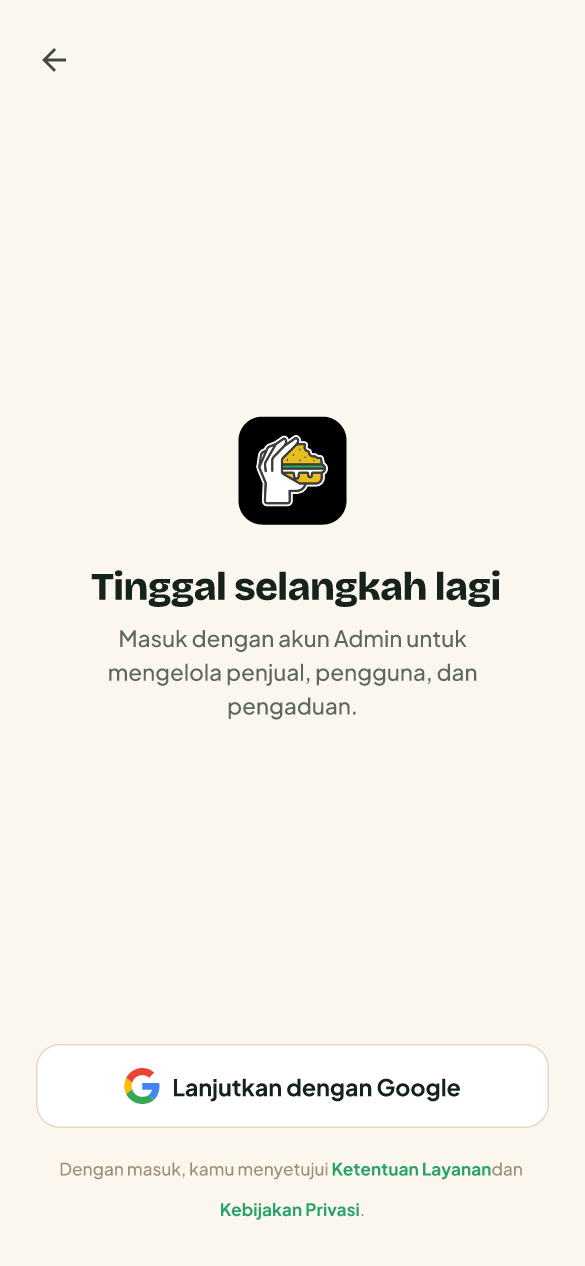 Tinggal selangkah lagi
Masuk dengan akun Admin untuk
mengelola penjual, pengguna, dan
pengaduan.
Lanjutkan dengan Google
Dengan masuk, kamu menyetujui Ketentuan Layanandan
Kebijakan Privasi.